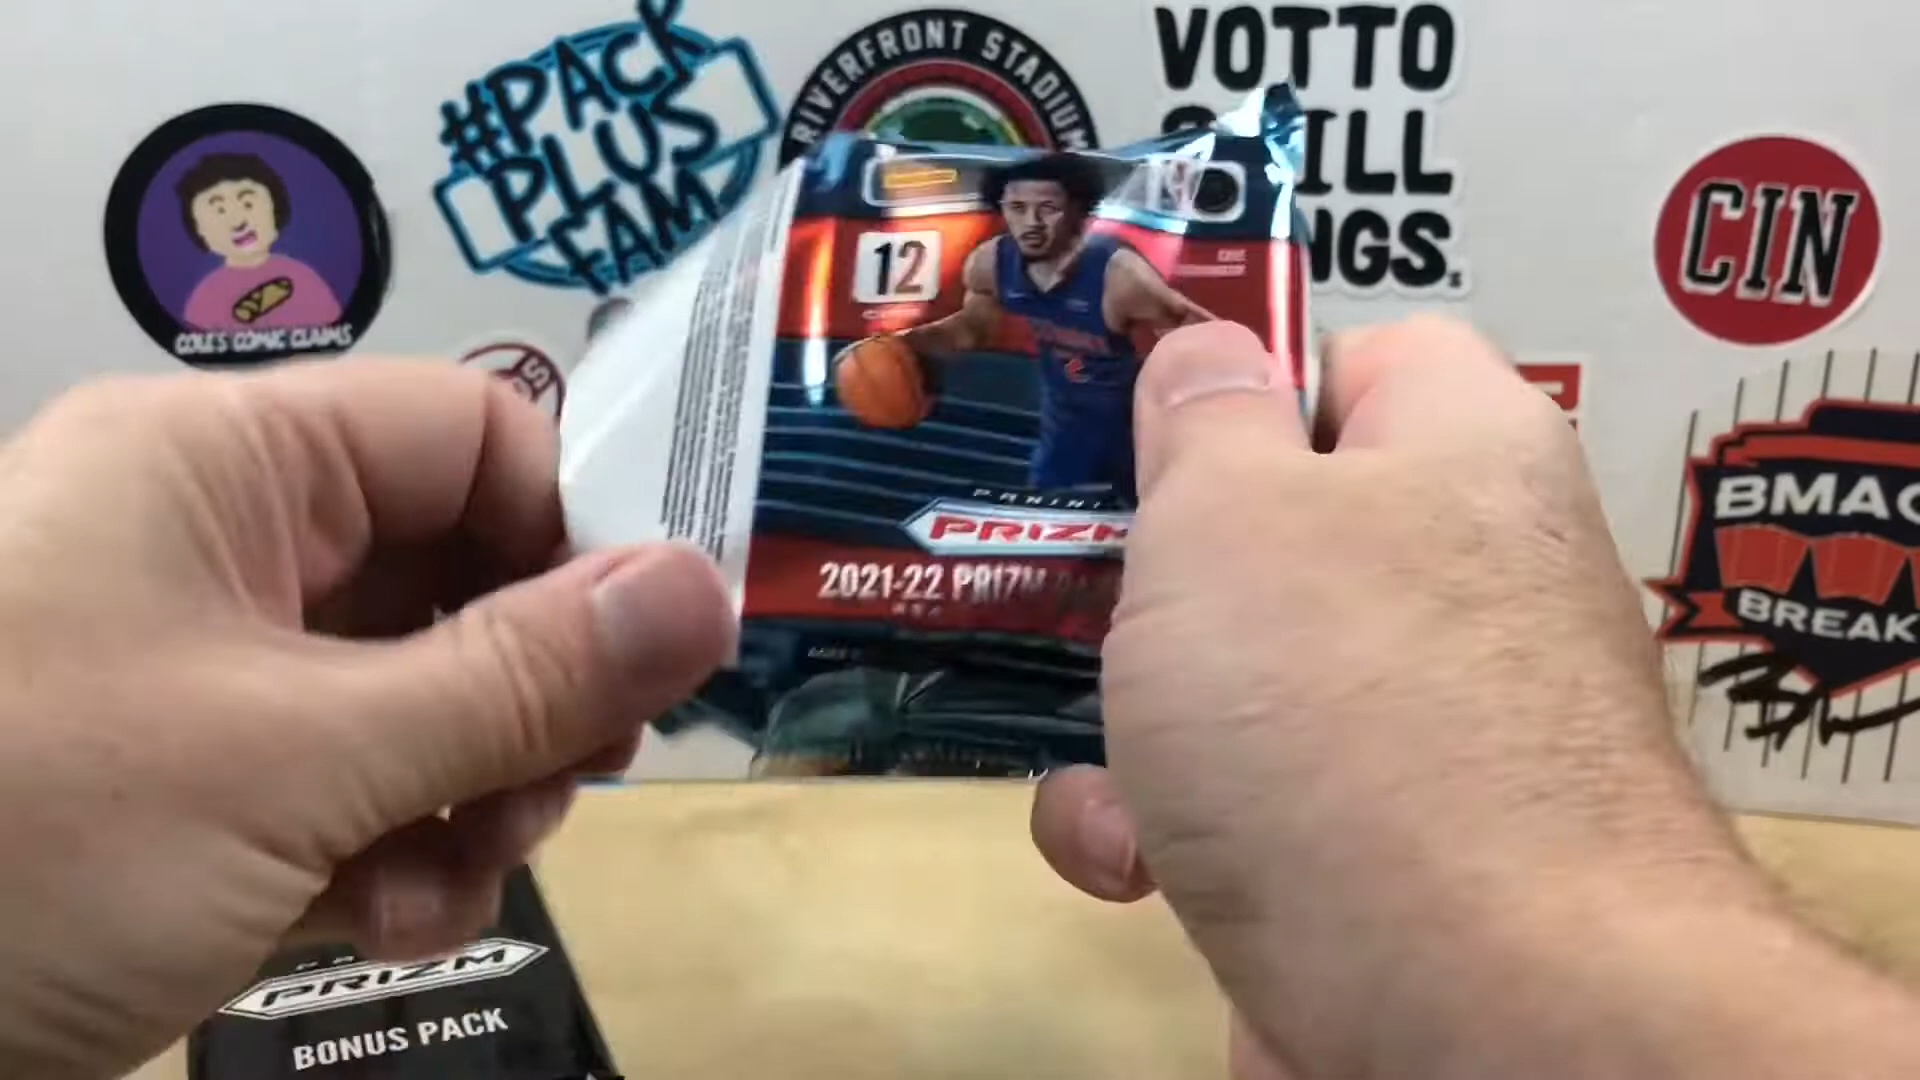 #PACK
PLUS
FAM
RIVERFRONT STADIUM
VOTTO
ILL
NGS.
CIN
COLE'S COMIC CLAIMS
12
PANINI
PRIZM
2021-22 PRIZM
BMAC
BREAK
PRIZM
BONUS PACK